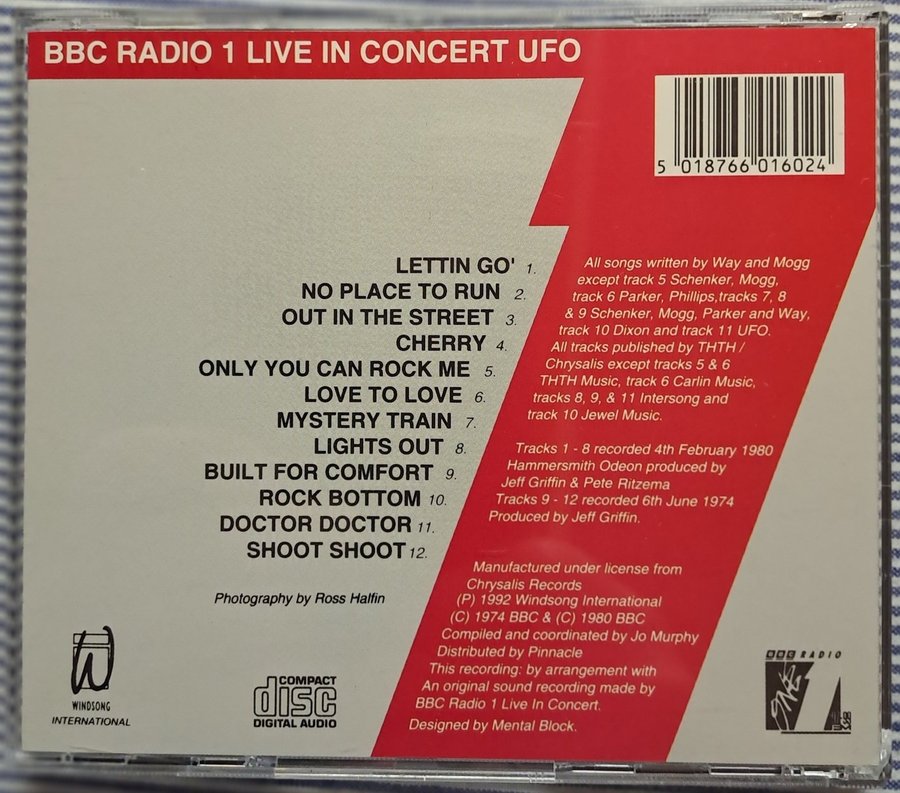 BBC RADIO 1 LIVE IN CONCERT UFO
5 018766 016024
LETTIN GO' 1.
NO PLACE TO RUN 2.
OUT IN THE STREET 3.
CHERRY 4.
ONLY YOU CAN ROCK ME 5.
LOVE TO LOVE 6.
MYSTERY TRAIN 7.
LIGHTS OUT 8.
BUILT FOR COMFORT 9.
ROCK BOTTOM 10.
DOCTOR DOCTOR 11.
SHOOT SHOOT 12.
Photography by Ross Halfin
All songs written by Way and Mogg
except track 5 Schenker, Mogg,
track 6 Parker, Phillips,tracks 7, 8
& 9 Schenker, Mogg, Parker and Way,
track 10 Dixon and track 11 UFO.
All tracks published by THTH /
Chrysalis except tracks 5 & 6
THTH Music, track 6 Carlin Music,
tracks 8, 9, & 11 Intersong and
track 10 Jewel Music.
Tracks 1 - 8 recorded 4th February 1980
Hammersmith Odeon produced by
Jeff Griffin & Pete Ritzema
Tracks 9 - 12 recorded 6th June 1974
Produced by Jeff Griffin.
Manufactured under license from
Chrysalis Records
(P) 1992 Windsong International
(C) 1974 BBC & (C) 1980 BBC
Compiled and coordinated by Jo Murphy
Distributed by Pinnacle
This recording: by arrangement with
An original sound recording made by
BBC Radio 1 Live In Concert.
Designed by Mental Block.
WINDSONG
INTERNATIONAL
COMPACT
disc
DIGITAL AUDIO
BBC RADIO
1